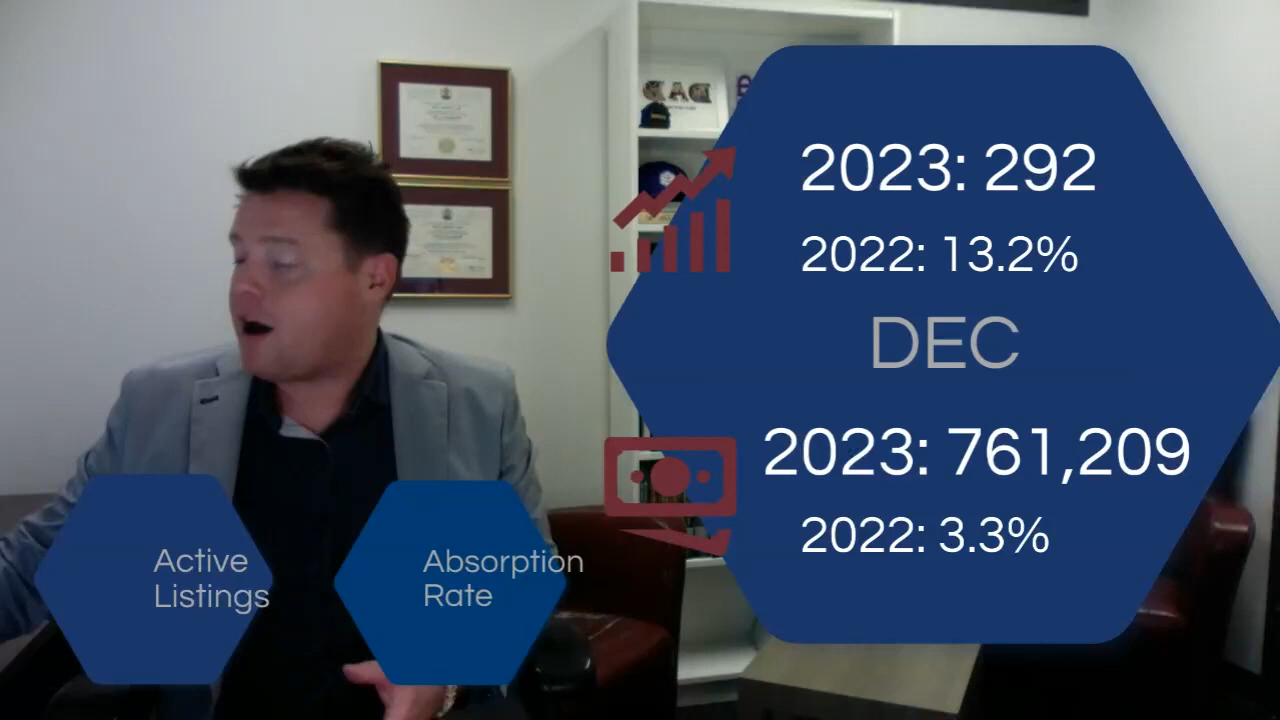 2023: 292
2022: 13.2%
DEC
2023: 761,209
2022: 3.3%
Active
Listings
Absorption
Rate